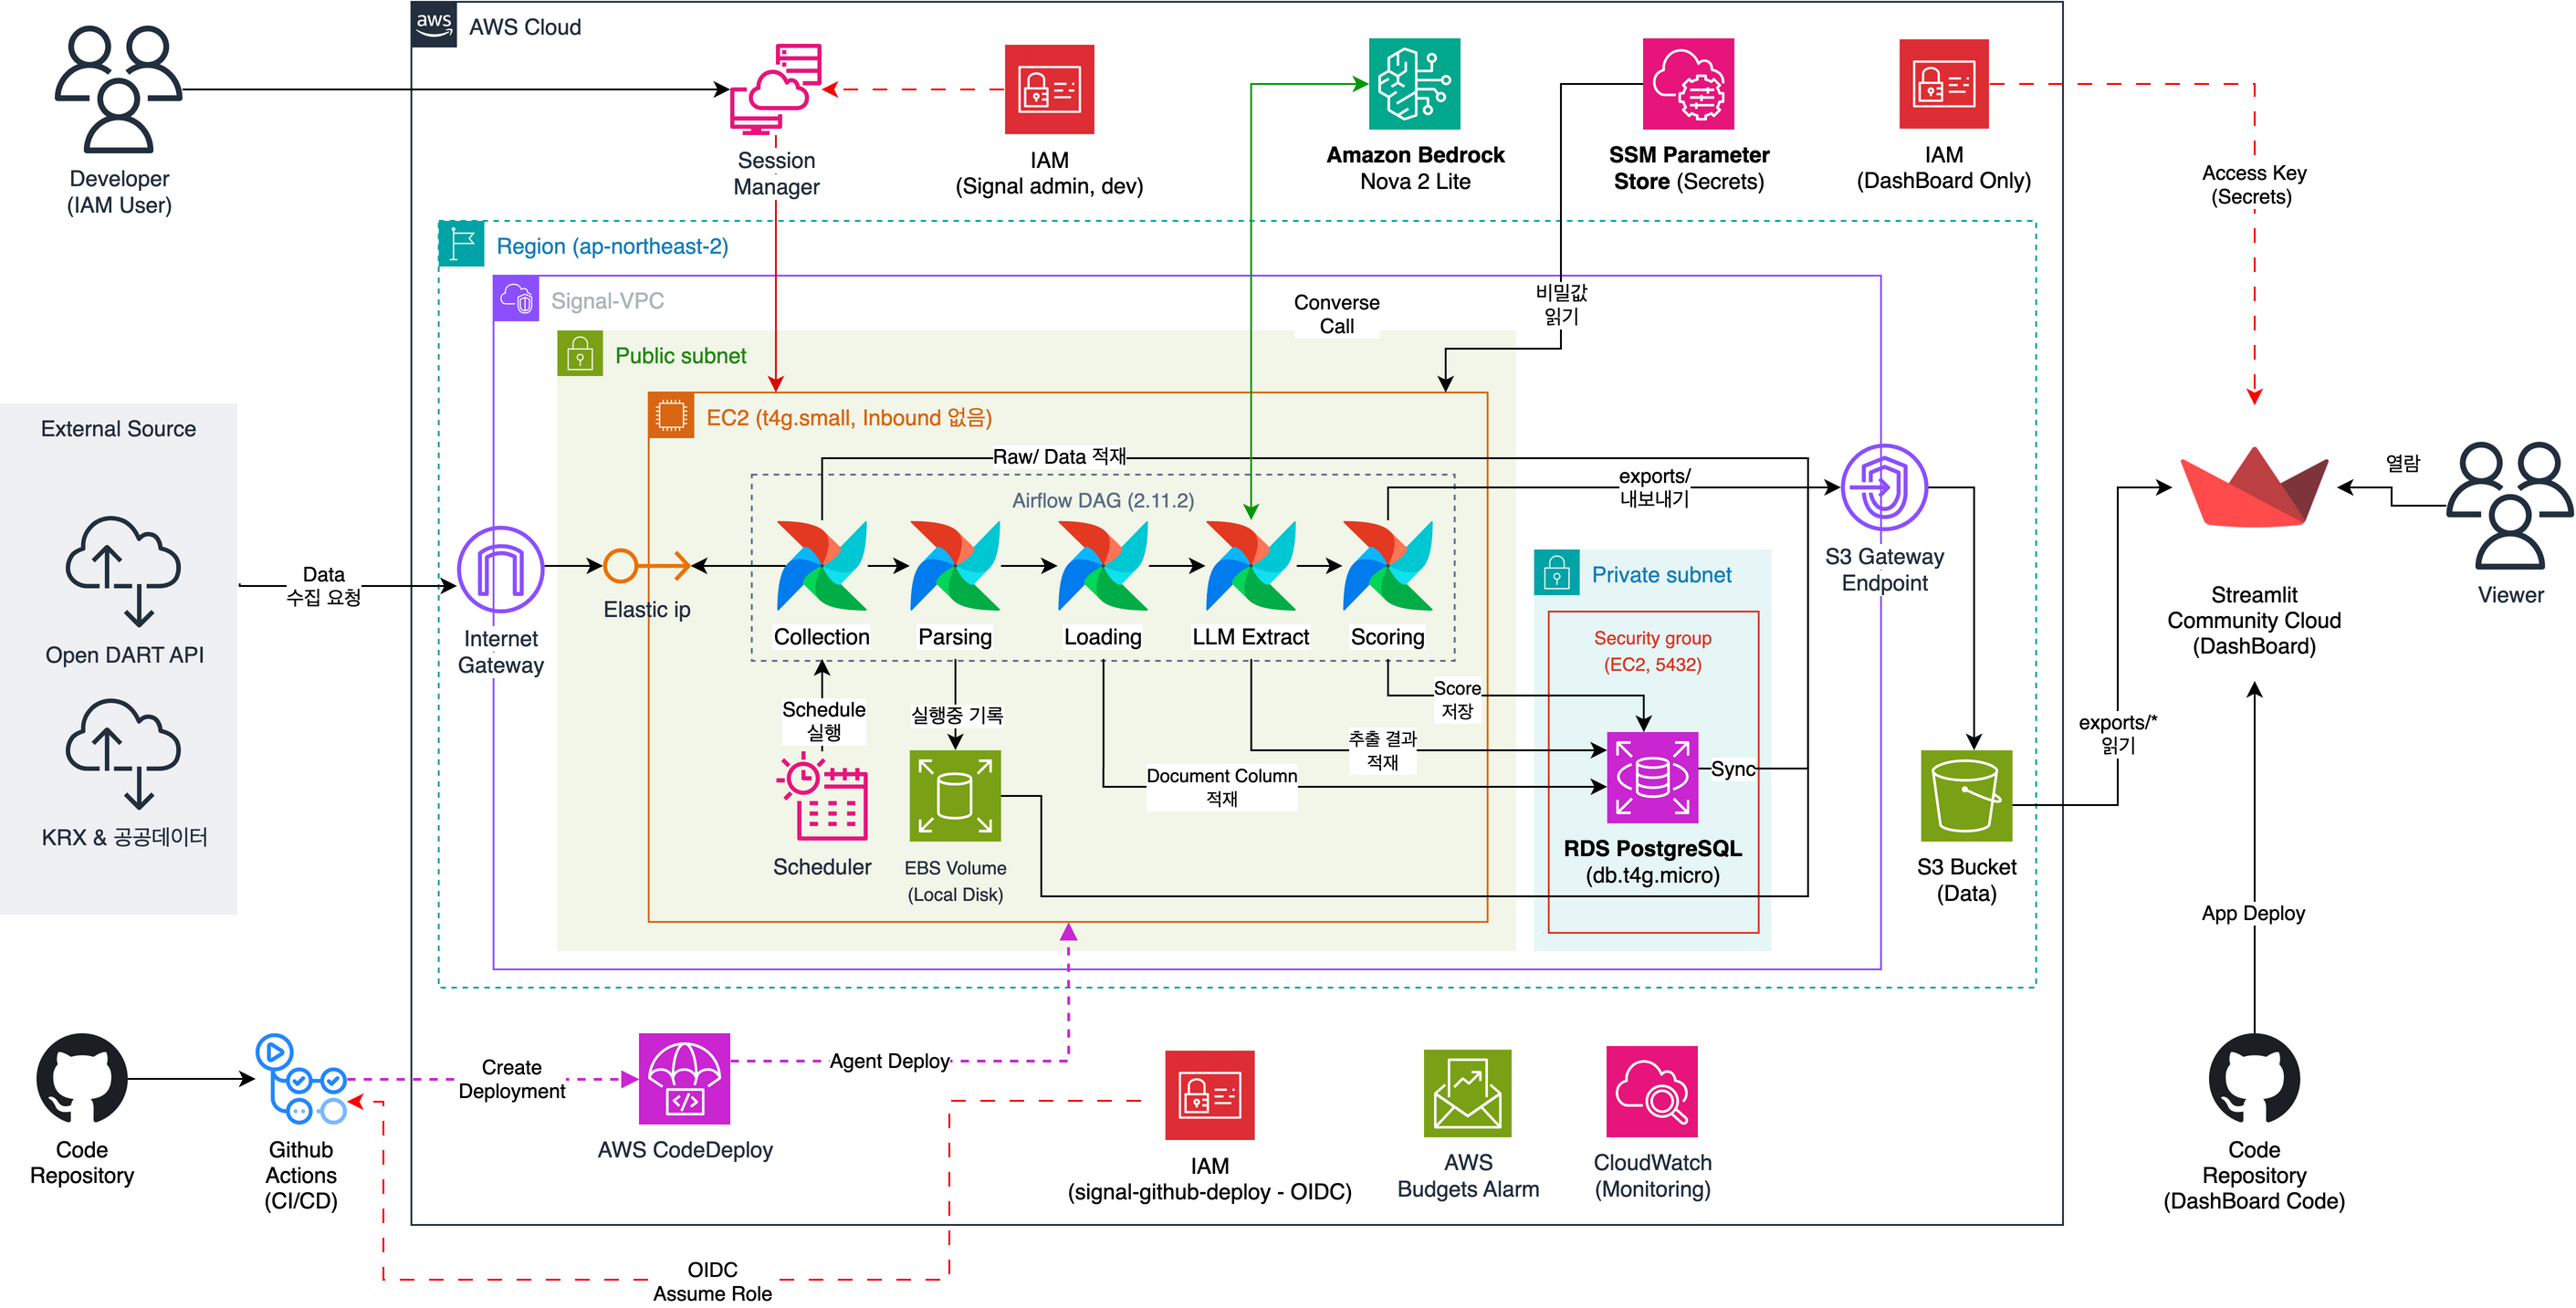 aws
AWS Cloud
Developer
(IAM User)
Session
Manager
IAM
(Signal admin, dev)
Amazon Bedrock
Nova 2 Lite
SSM Parameter
Store (Secrets)
IAM
(DashBoard Only)
Access Key
(Secrets)
Region (ap-northeast-2)
Signal-VPC
Converse
Call
비밀값
읽기
Public subnet
EC2 (t4g.small, Inbound 없음)
External Source
Open DART API
KRX & 공공데이터
Data
수집 요청
Internet
Gateway
Elastic ip
Raw/ Data 적재
Airflow DAG (2.11.2)
Collection
Parsing
Loading
LLM Extract
Scoring
exports/
내보내기
S3 Gateway
Endpoint
열람
Streamlit
Community Cloud
(DashBoard)
Viewer
Private subnet
Security group
(EC2, 5432)
Schedule
실행
실행중 기록
Score
저장
추출 결과
적재
Document Column
적재
Sync
Scheduler
EBS Volume
(Local Disk)
RDS PostgreSQL
(db.t4g.micro)
S3 Bucket
(Data)
exports/*
읽기
App Deploy
Code
Repository
Github
Actions
(CI/CD)
Create
Deployment
AWS CodeDeploy
Agent Deploy
IAM
(signal-github-deploy - OIDC)
AWS
Budgets Alarm
CloudWatch
(Monitoring)
Code
Repository
(DashBoard Code)
OIDC
Assume Role